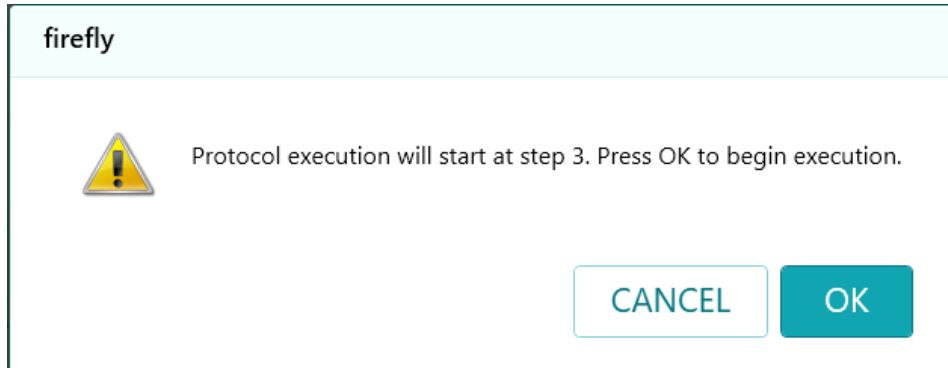 firefly
Protocol execution will start at step 3. Press OK to begin execution.
CANCEL
OK